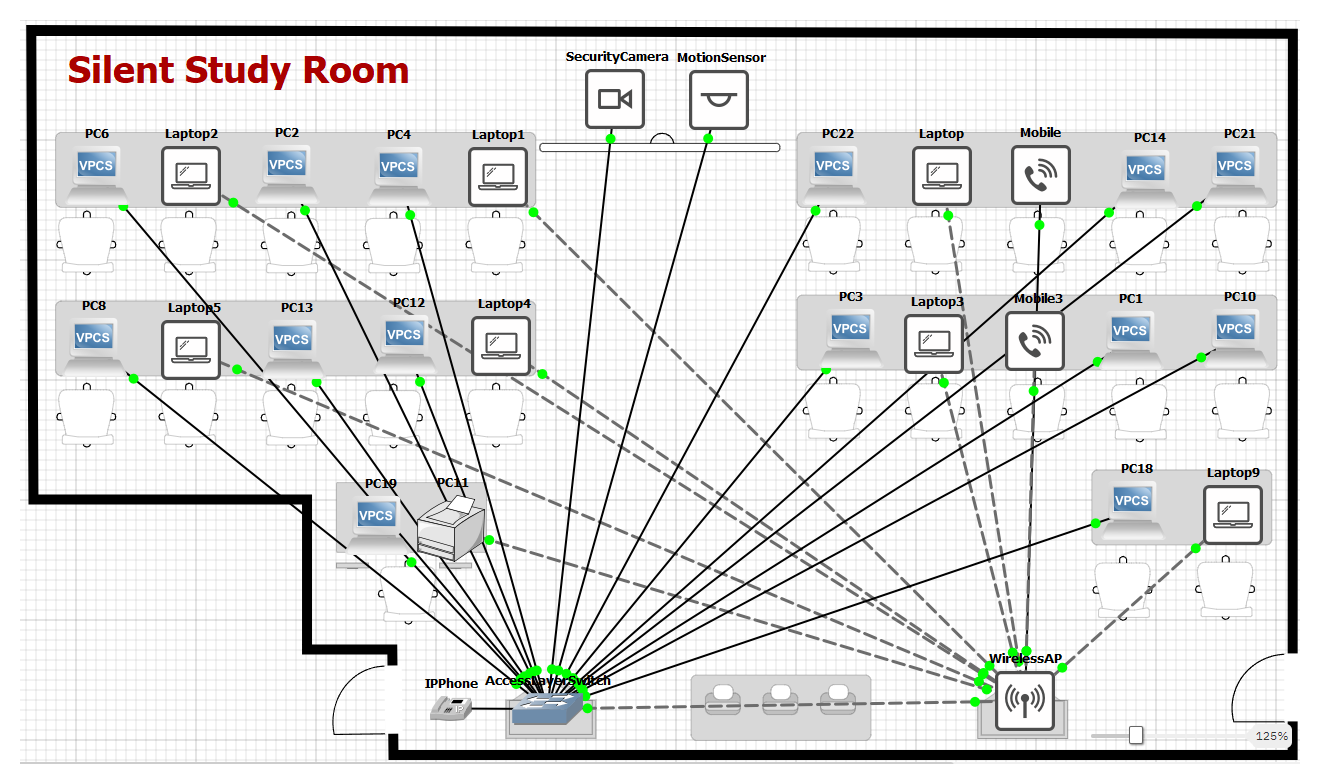 Silent Study Room
SecurityCamera
MotionSensor
PC6
Laptop2
PC2
PC4
Laptop1
PC22
Laptop
Mobile
PC14
PC21
VPCS
VPCS
VPCS
VPCS
VPCS
VPCS
PC8
Laptop5
PC13
PC12
Laptop4
PC3
Laptop3
Mobile3
PC1
PC10
VPCS
VPCS
VPCS
VPCS
VPCS
VPCS
PC19
PC11
PC18
Laptop9
VPCS
VPCS
IPPhone
AccessLayerSwitch
WirelessAP
125%